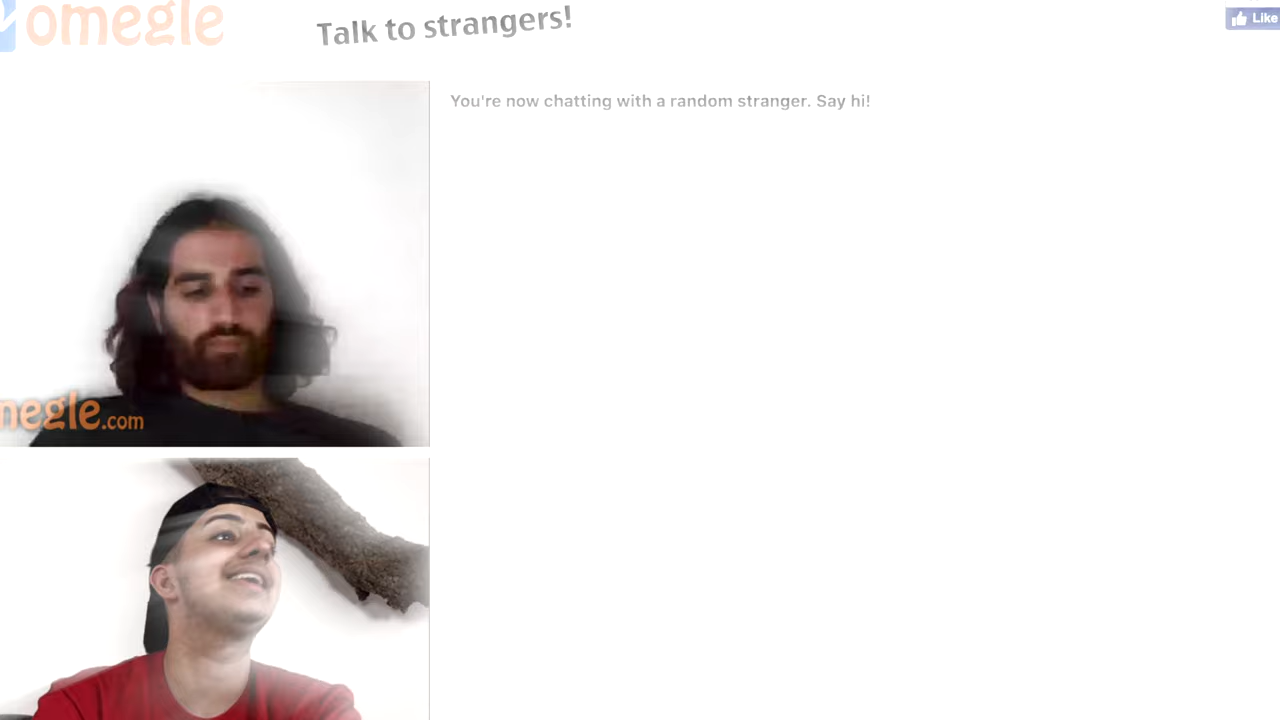 omegle
Talk to strangers!
Like
You're now chatting with a random stranger. Say hi!
megle.com